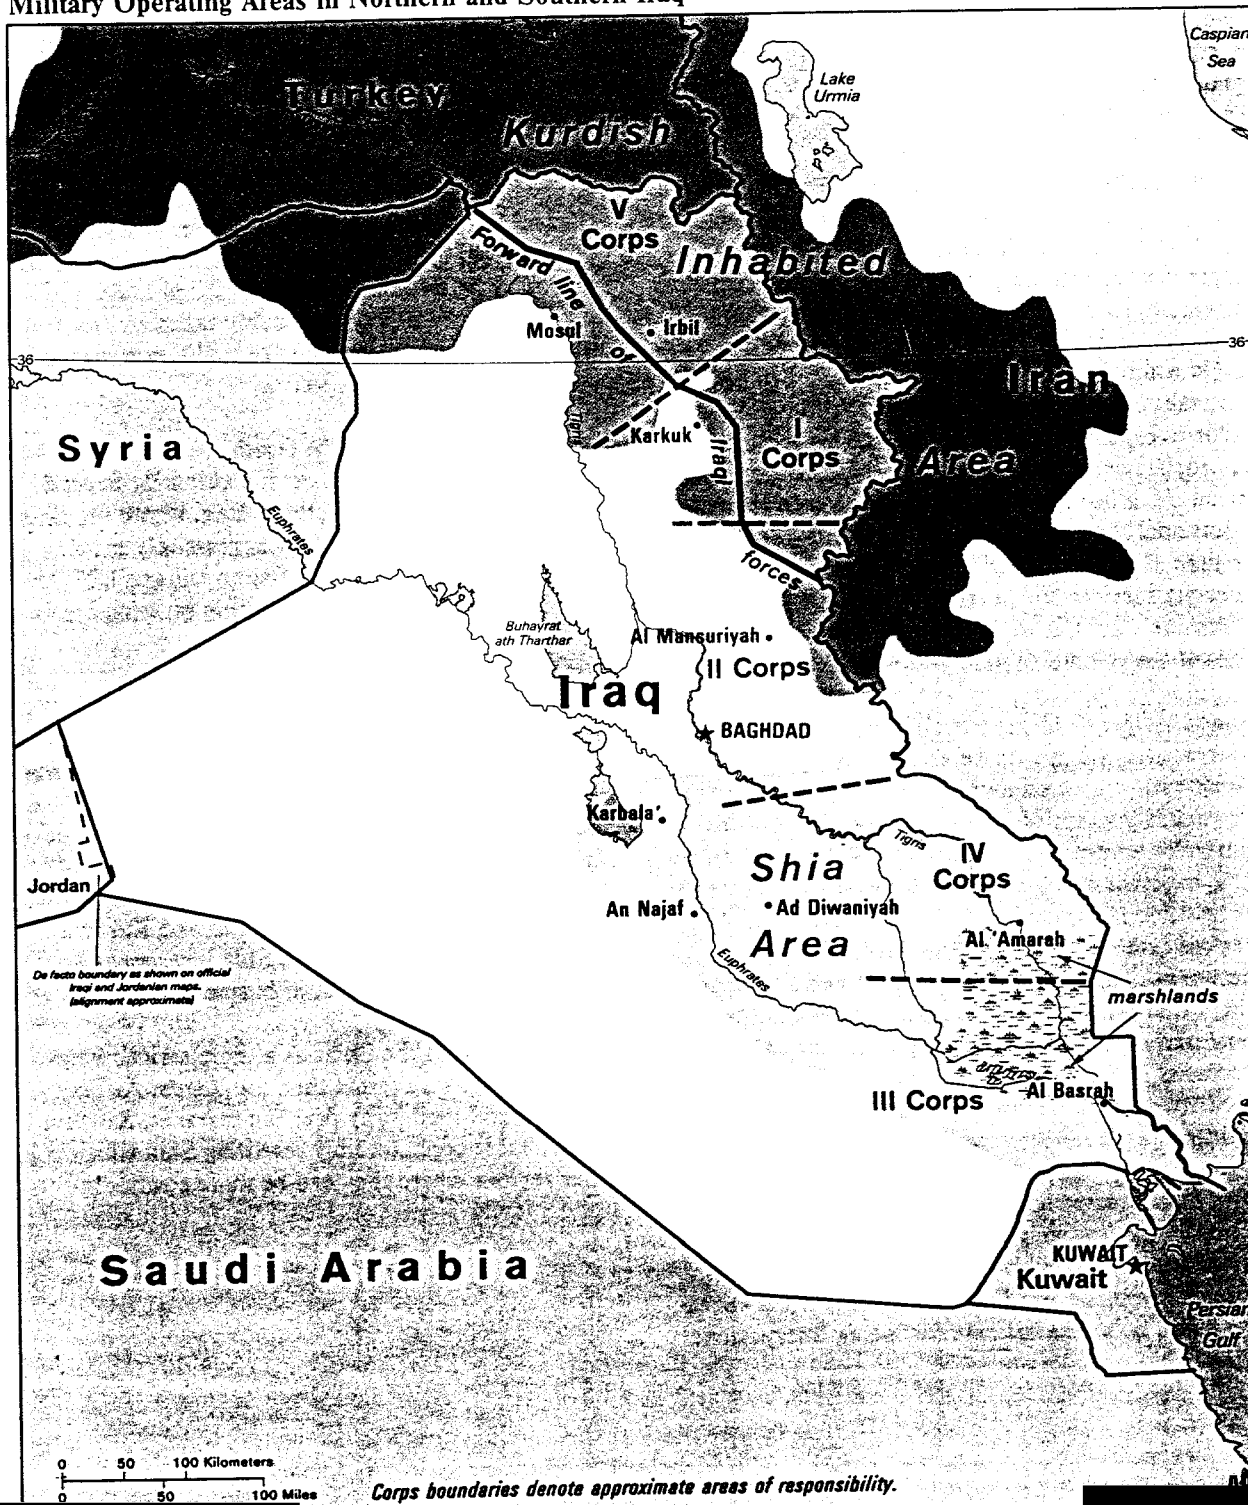 Military Operating Areas in Northern and Southern Iraq
Caspian
Sea
Lake
Urmia
Turkey
Kurdish
V
Corps
Inhabited
Forward line of Iraqi forces
Mosul
Irbil
36
36
Iran
Syria
Tigris
Karkuk
I
Corps
Area
Euphrates
Buhayrat
ath Tharthar
Al Mansuriyah
II Corps
Iraq
BAGHDAD
Karbala'
Tigris
IV
Corps
Shia
Jordan
An Najaf
Ad Diwaniyah
Area
Al 'Amarah
De facto boundary as shown on official
Iraqi and Jordanian maps.
(alignment approximate)
Euphrates
marshlands
III Corps
Al Basrah
Saudi Arabia
KUWAIT
Kuwait
Persian
Gulf
0 50 100 Kilometers
0 50 100 Miles
Corps boundaries denote approximate areas of responsibility.